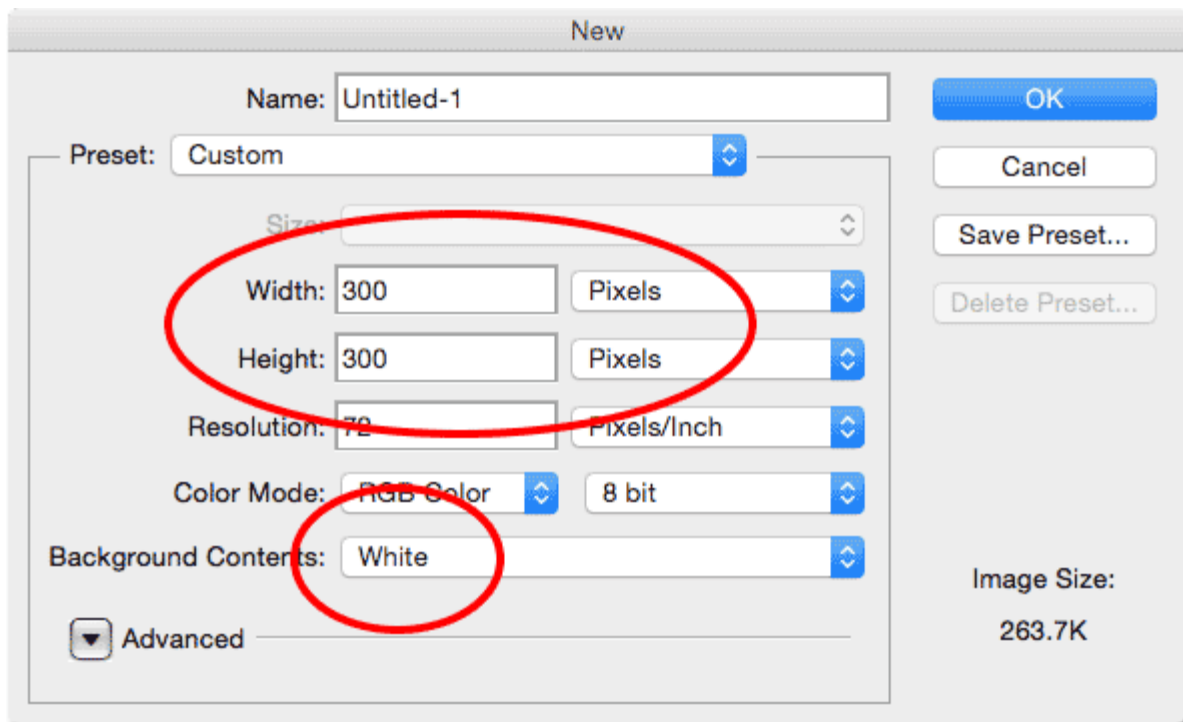 New
Name: Untitled-1
OK
Preset: Custom
Cancel
Size:
Save Preset...
Width: 300 Pixels
Delete Preset...
Height: 300 Pixels
Resolution: 72 Pixels/Inch
Color Mode: RGB Color 8 bit
Background Contents: White
Image Size:
263.7K
Advanced